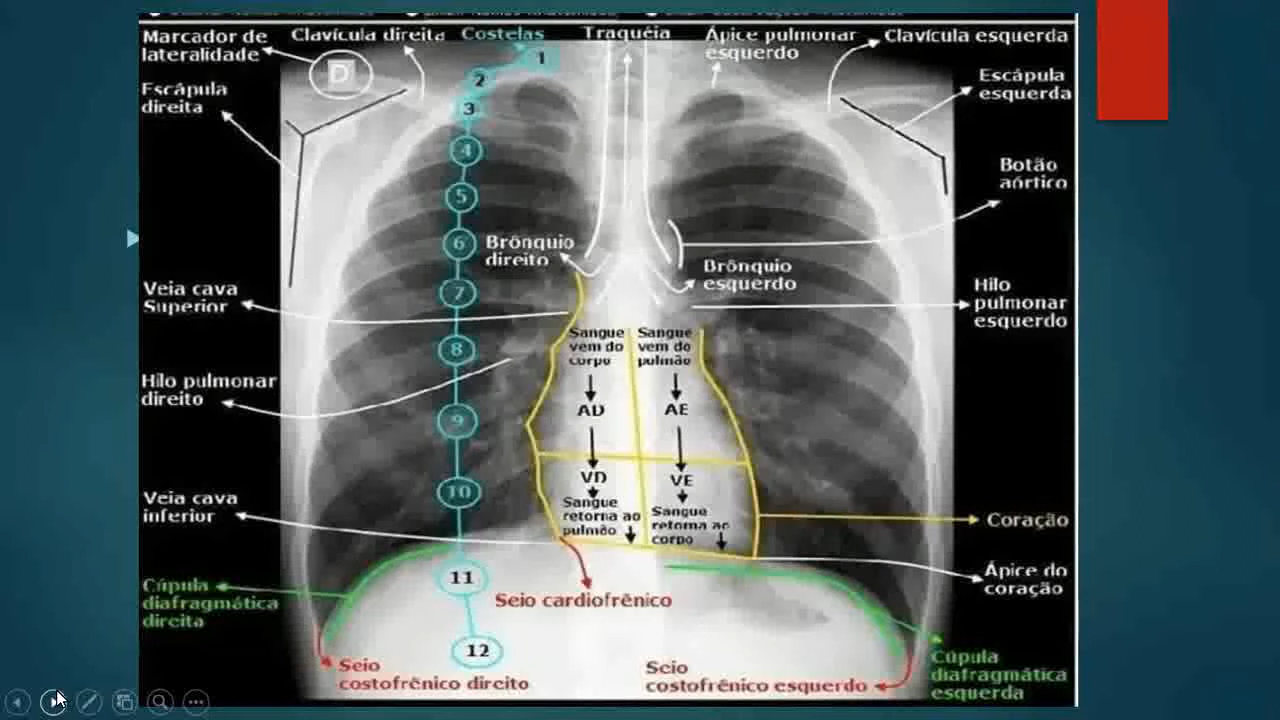 Marcador de
lateralidade
Clavícula direita
Costelas
Traquéia
Ápice pulmonar
esquerdo
Clavícula esquerda
D
Escápula
direita
Escápula
esquerda
Botão
aórtico
1
2
3
4
5
6
7
8
9
10
11
12
Brônquio
direito
Brônquio
esquerdo
Veia cava
Superior
Hilo
pulmonar
esquerdo
Hilo pulmonar
direito
Sangue
vem do
corpo
AD
VD
Sangue
retorna ao
pulmão
Sangue
vem do
pulmão
AE
VE
Sangue
retorna ao
corpo
Veia cava
inferior
Coração
Ápice do
coração
Cúpula
diafragmática
direita
Seio cardiofrênico
Seio
costofrênico direito
Seio
costofrênico esquerdo
Cúpula
diafragmática
esquerda